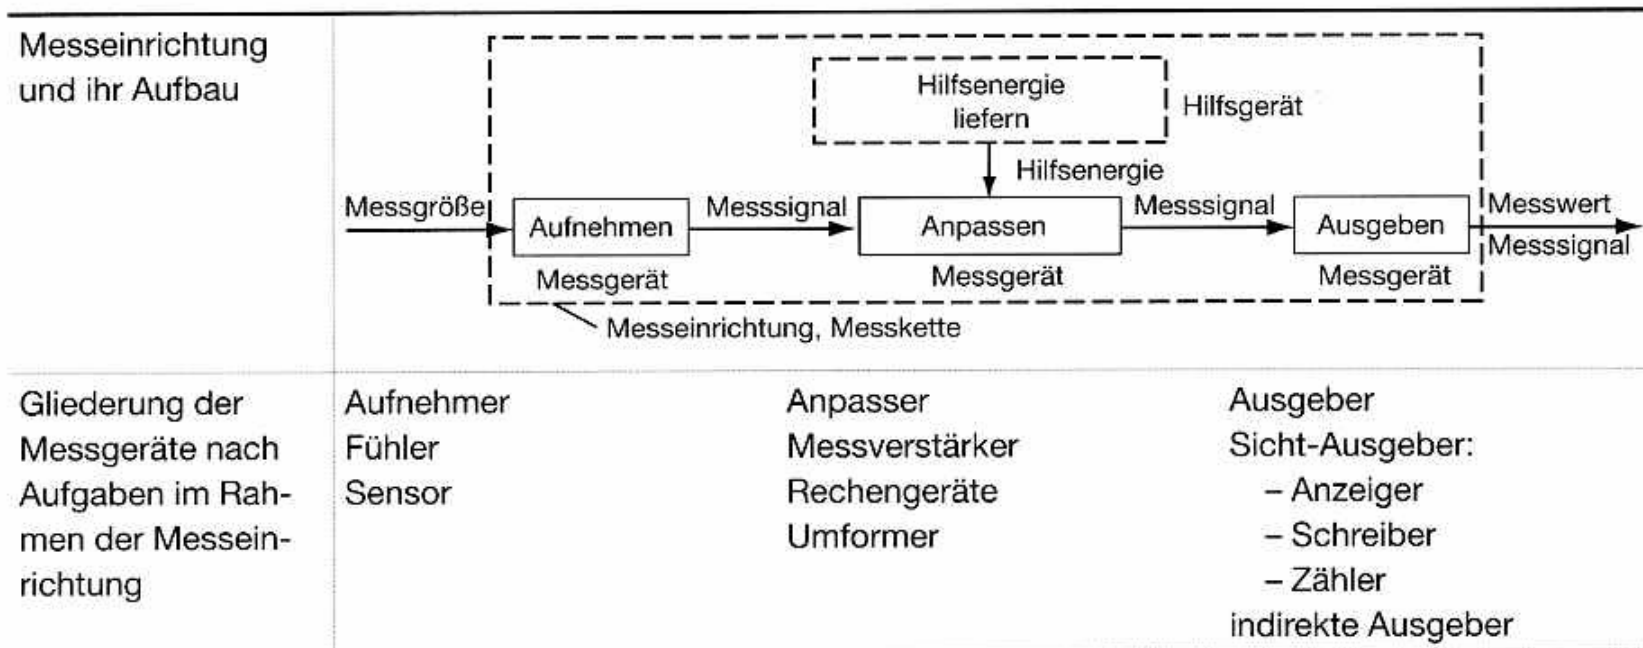 Messeinrichtung
und ihr Aufbau
Hilfsenergie
liefern
Hilfsgerät
Hilfsenergie
Messgröße
Aufnehmen
Messsignal
Anpassen
Messsignal
Ausgeben
Messwert
Messsignal
Messgerät
Messgerät
Messgerät
Messeinrichtung, Messkette
Gliederung der
Messgeräte nach
Aufgaben im Rah-
men der Messein-
richtung
Aufnehmer
Fühler
Sensor
Anpasser
Messverstärker
Rechengeräte
Umformer
Ausgeber
Sicht-Ausgeber:
– Anzeiger
– Schreiber
– Zähler
indirekte Ausgeber